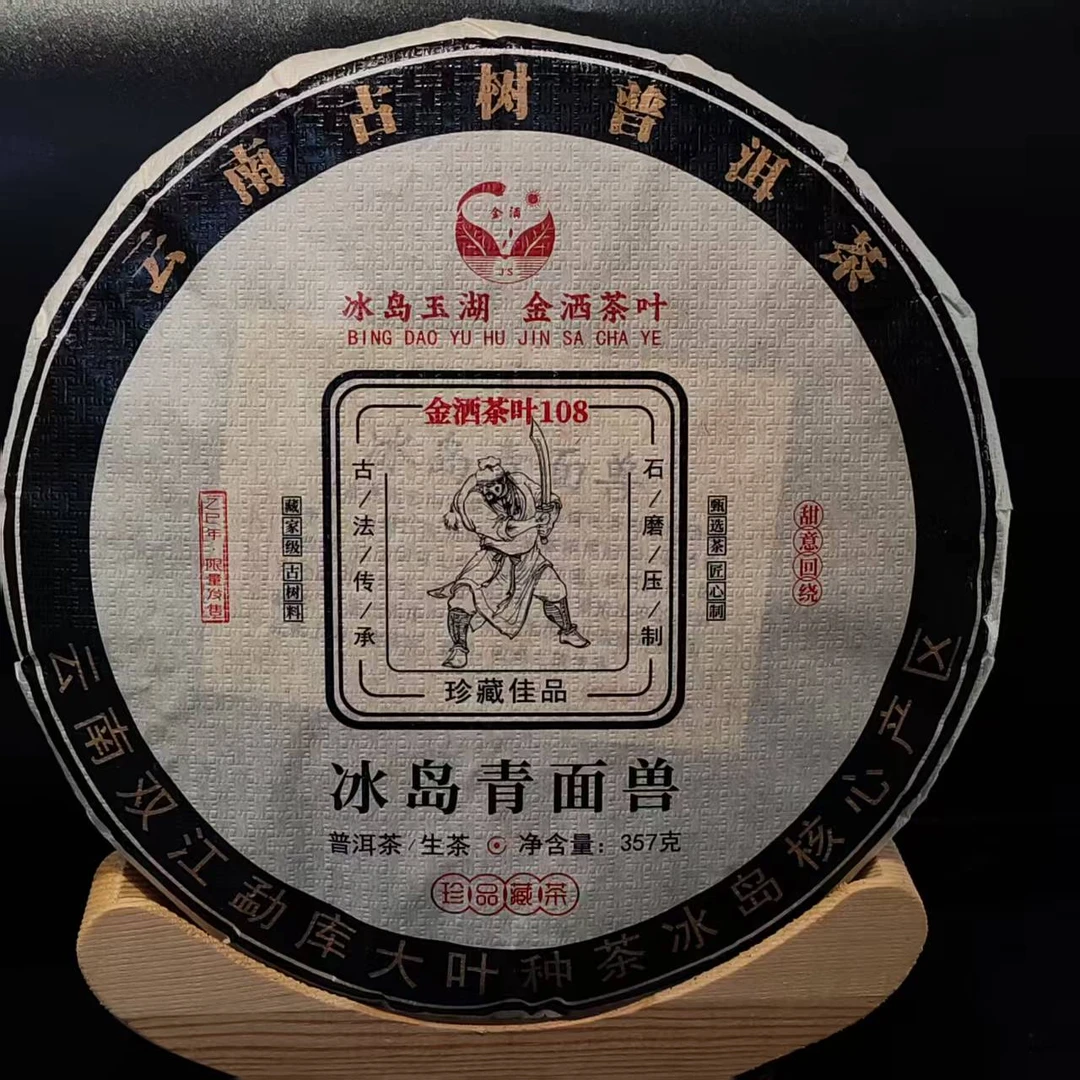 云南古树普洱茶
金洒
JS
冰岛玉湖 金洒茶叶
BING DAO YU HU JIN SA CHA YE
金洒茶叶108
古/法/传/承
石/磨/压/制
珍藏佳品
乙巳年·限量发售
藏家级 古树料
甄选茶 匠心制
甜意回绕
冰岛青面兽
普洱茶/生茶 净含量：357克
珍品藏茶
云南双江勐库大叶种茶冰岛核心产区